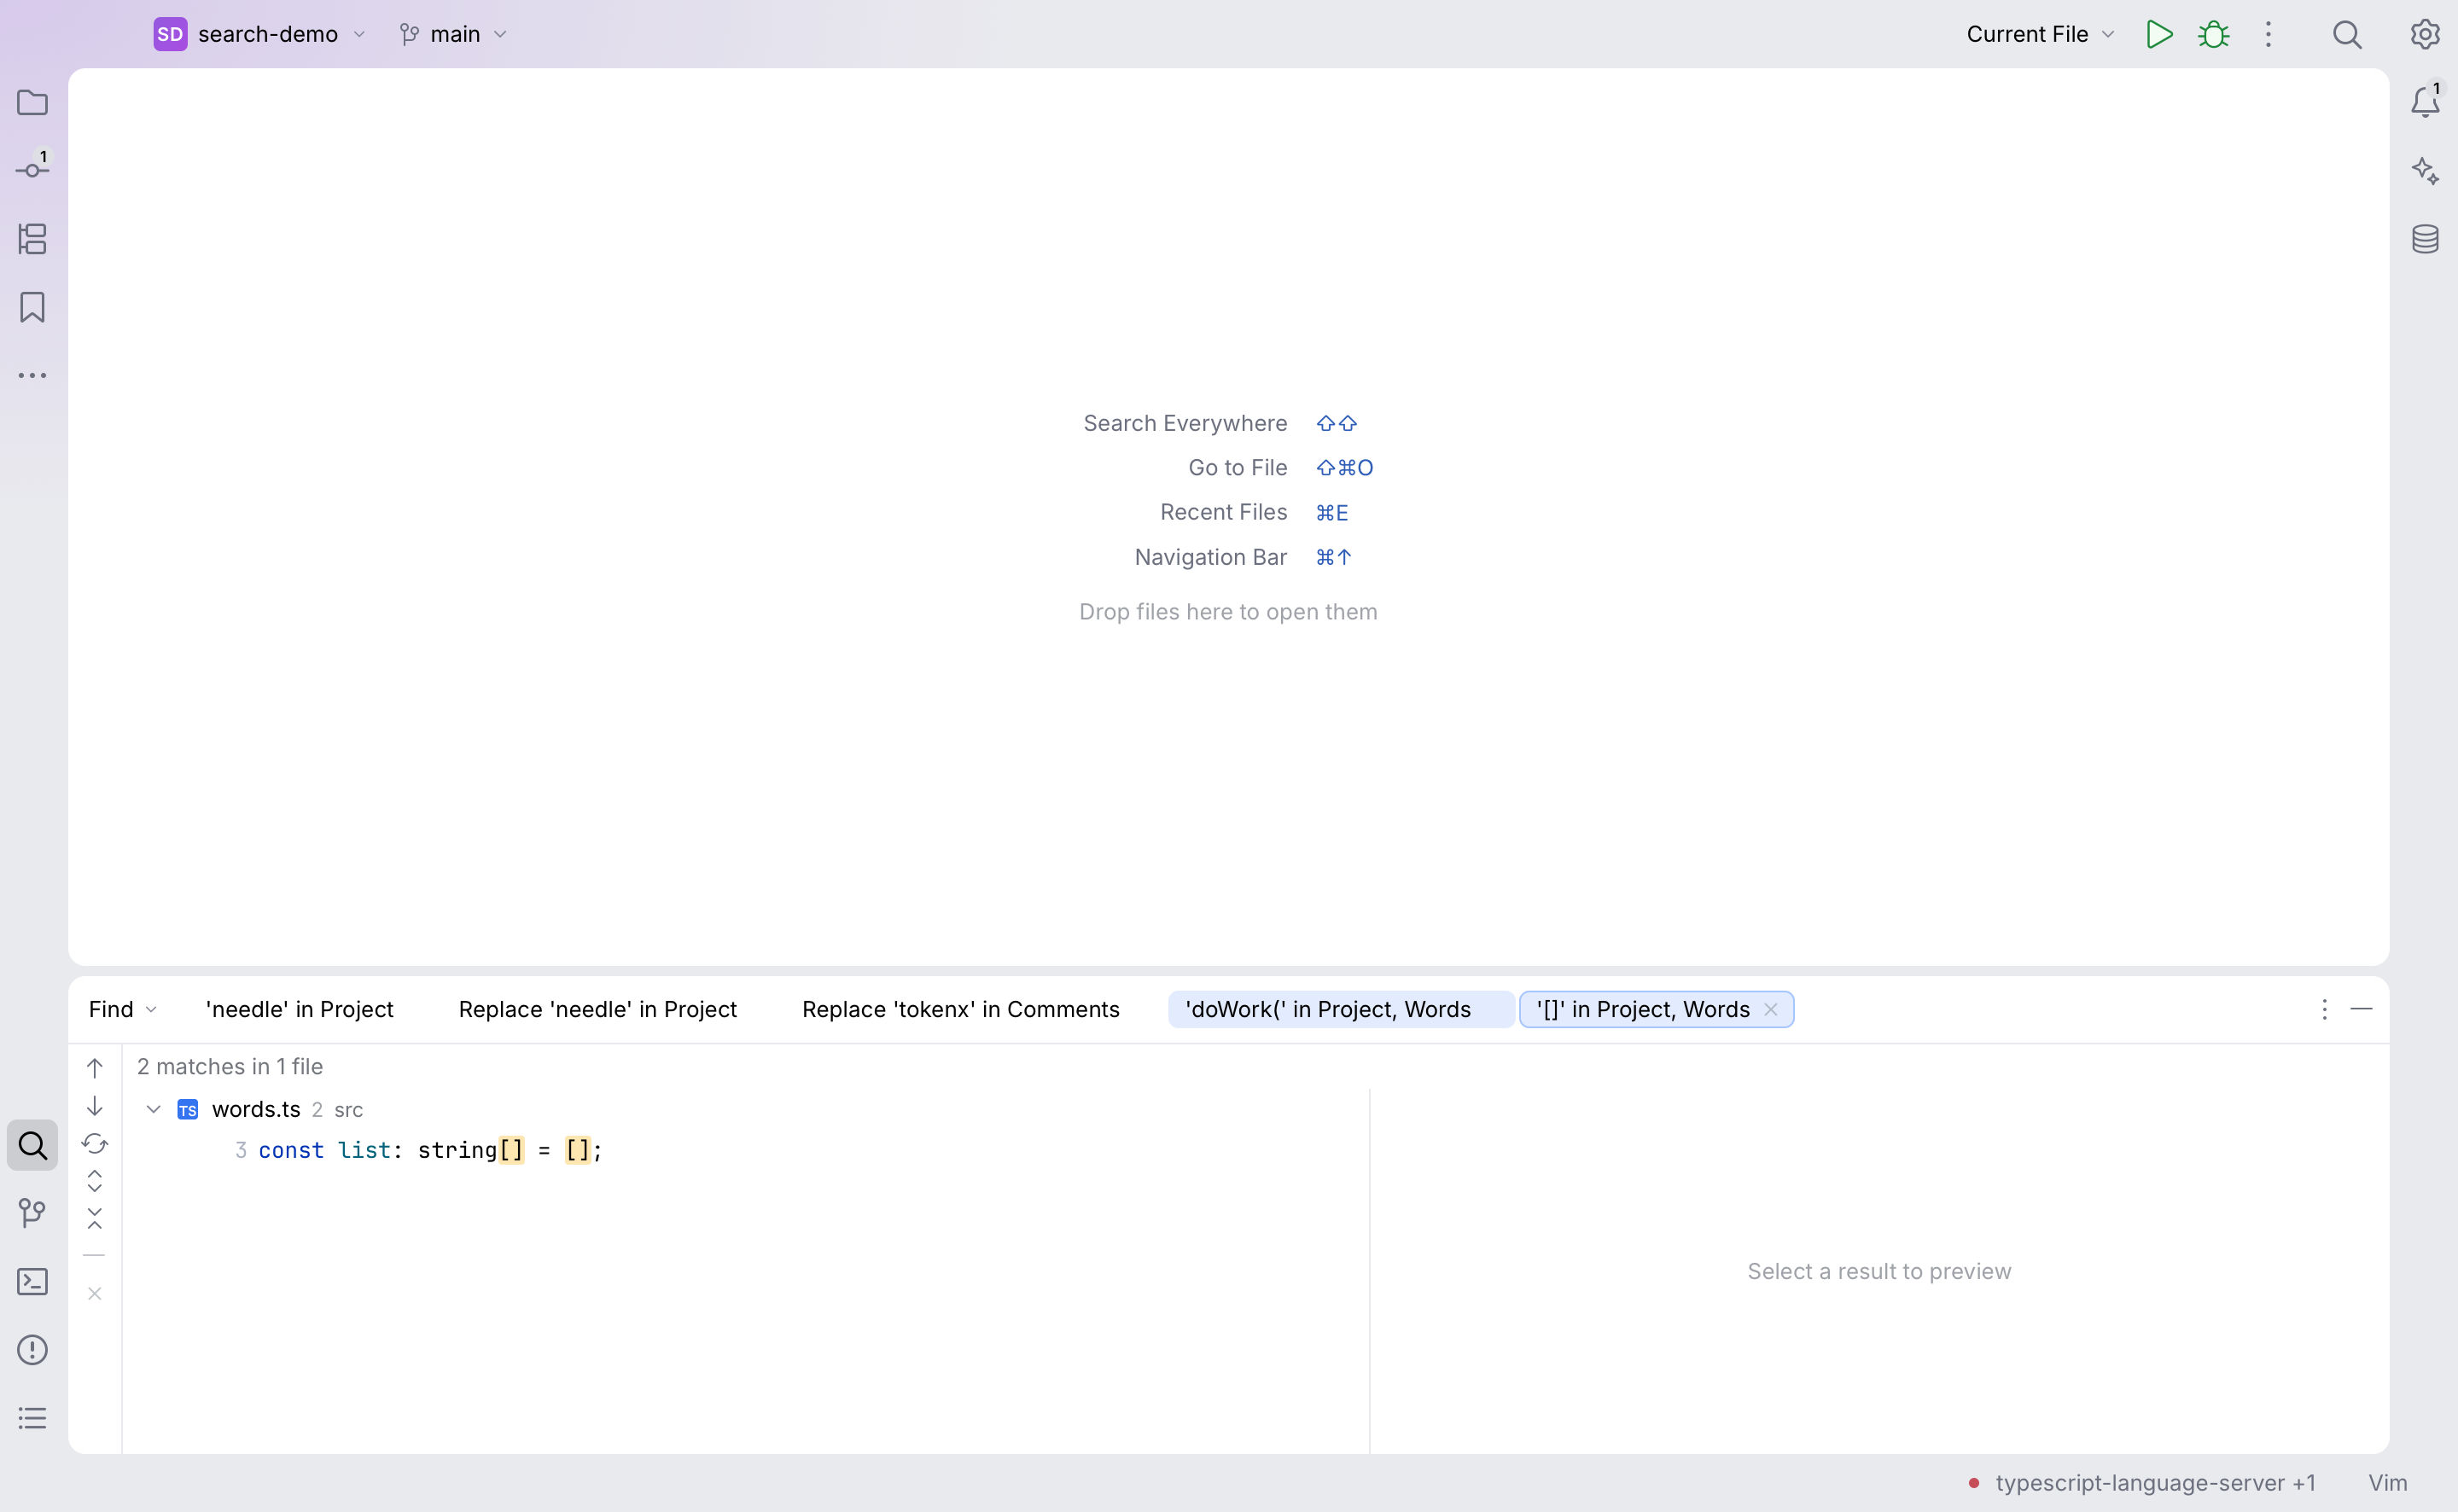 SD search-demo main Current File
1
1
Search Everywhere ⇧⇧
Go to File ⇧⌘O
Recent Files ⌘E
Navigation Bar ⌘↑
Drop files here to open them
Find 'needle' in Project Replace 'needle' in Project Replace 'tokenx' in Comments 'doWork(' in Project, Words '[]' in Project, Words
2 matches in 1 file
TS words.ts 2 src
3 const list: string[] = [];
Select a result to preview
typescript-language-server +1 Vim